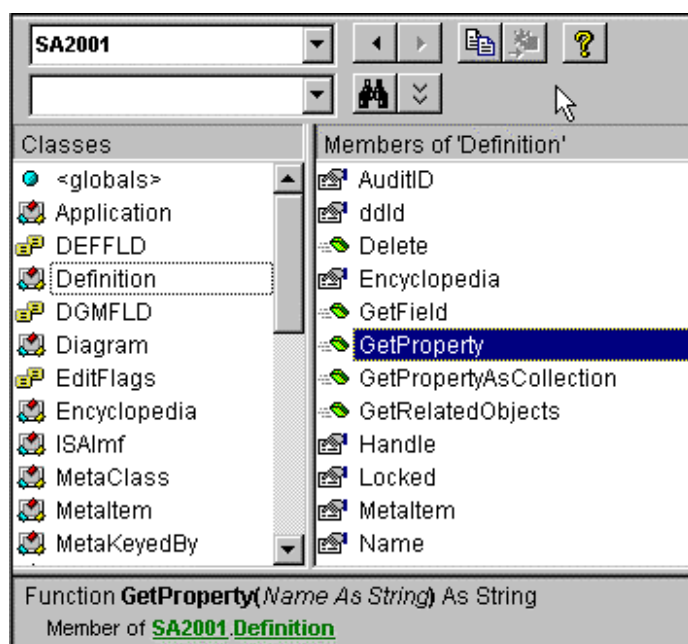 SA2001
Classes
<globals>
Application
DEFFLD
Definition
DGMFLD
Diagram
EditFlags
Encyclopedia
ISAImf
MetaClass
MetaItem
MetaKeyedBy
Members of 'Definition'
AuditID
ddId
Delete
Encyclopedia
GetField
GetProperty
GetPropertyAsCollection
GetRelatedObjects
Handle
Locked
MetaItem
Name
Function GetProperty(Name As String) As String
Member of SA2001.Definition